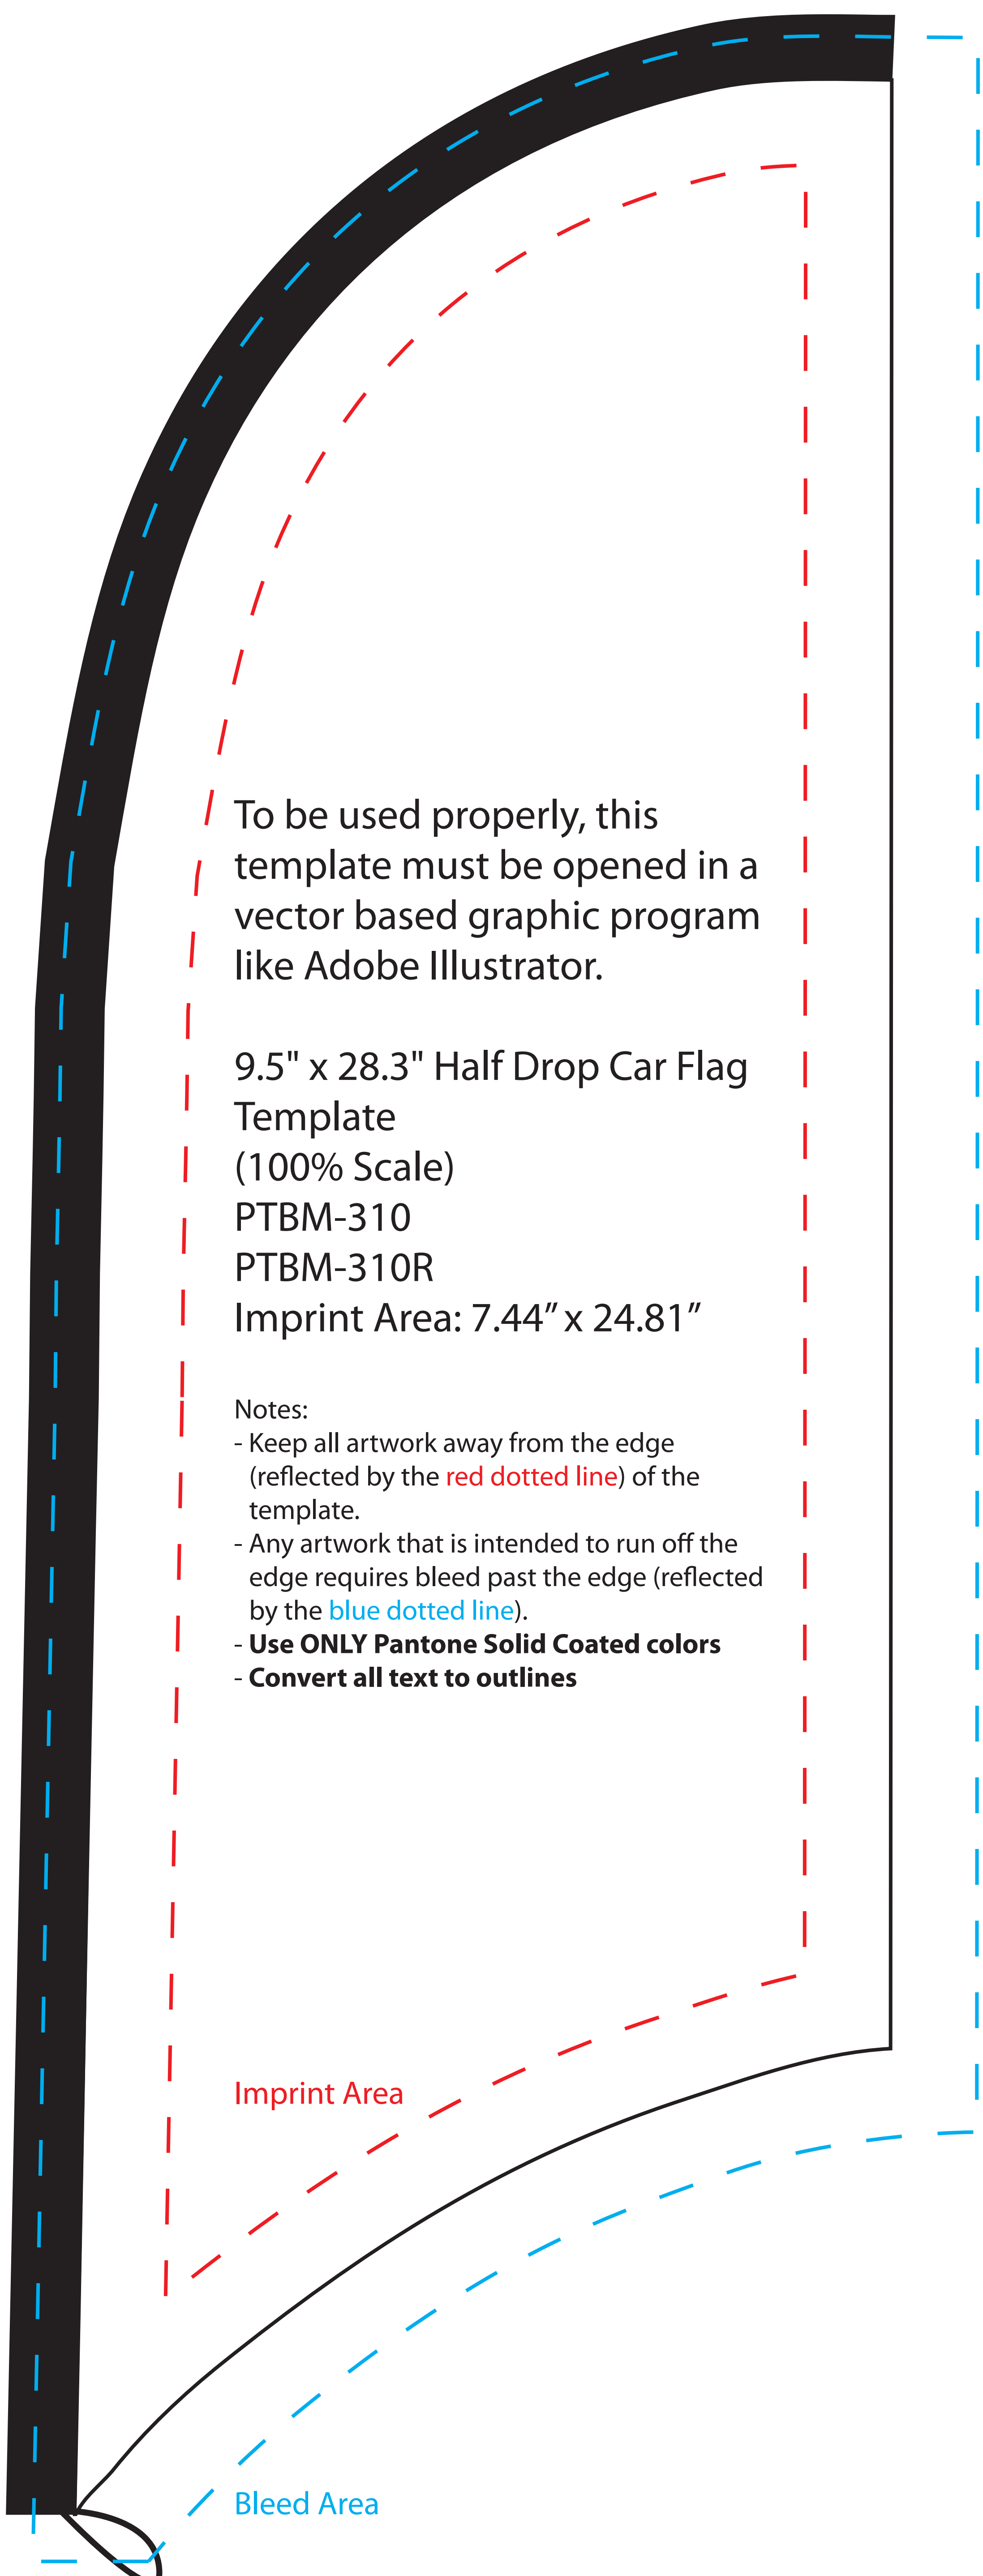 To be used properly, this
template must be opened in a
vector based graphic program
like Adobe Illustrator.
9.5" x 28.3" Half Drop Car Flag
Template
(100% Scale)
PTBM-310
PTBM-310R
Imprint Area: 7.44” x 24.81”
Notes:
- Keep all artwork away from the edge
(reflected by the red dotted line) of the
template.
- Any artwork that is intended to run off the
edge requires bleed past the edge (reflected
by the blue dotted line).
- Use ONLY Pantone Solid Coated colors
- Convert all text to outlines
Imprint Area
Bleed Area